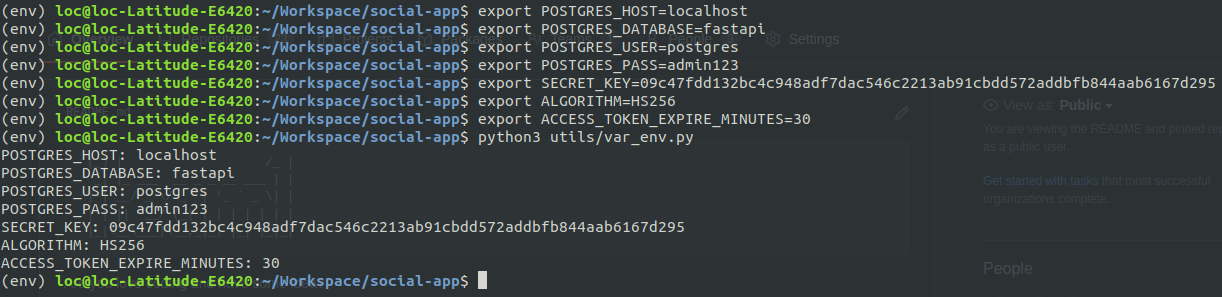 (env) loc@loc-Latitude-E6420:~/Workspace/social-app$ export POSTGRES_HOST=localhost
(env) loc@loc-Latitude-E6420:~/Workspace/social-app$ export POSTGRES_DATABASE=fastapi
(env) loc@loc-Latitude-E6420:~/Workspace/social-app$ export POSTGRES_USER=postgres
(env) loc@loc-Latitude-E6420:~/Workspace/social-app$ export POSTGRES_PASS=admin123
(env) loc@loc-Latitude-E6420:~/Workspace/social-app$ export SECRET_KEY=09c47fdd132bc4c948adf7dac546c2213ab91cbdd572addbfb844aab6167d295
(env) loc@loc-Latitude-E6420:~/Workspace/social-app$ export ALGORITHM=HS256
(env) loc@loc-Latitude-E6420:~/Workspace/social-app$ export ACCESS_TOKEN_EXPIRE_MINUTES=30
(env) loc@loc-Latitude-E6420:~/Workspace/social-app$ python3 utils/var_env.py
POSTGRES_HOST: localhost
POSTGRES_DATABASE: fastapi
POSTGRES_USER: postgres
POSTGRES_PASS: admin123
SECRET_KEY: 09c47fdd132bc4c948adf7dac546c2213ab91cbdd572addbfb844aab6167d295
ALGORITHM: HS256
ACCESS_TOKEN_EXPIRE_MINUTES: 30
(env) loc@loc-Latitude-E6420:~/Workspace/social-app$
Overview Repositories Projects Packages Teams People Settings
View as: Public
You are viewing the README and pinned rep
as a public user.
Get started with tasks that most successful
organizations complete.
People